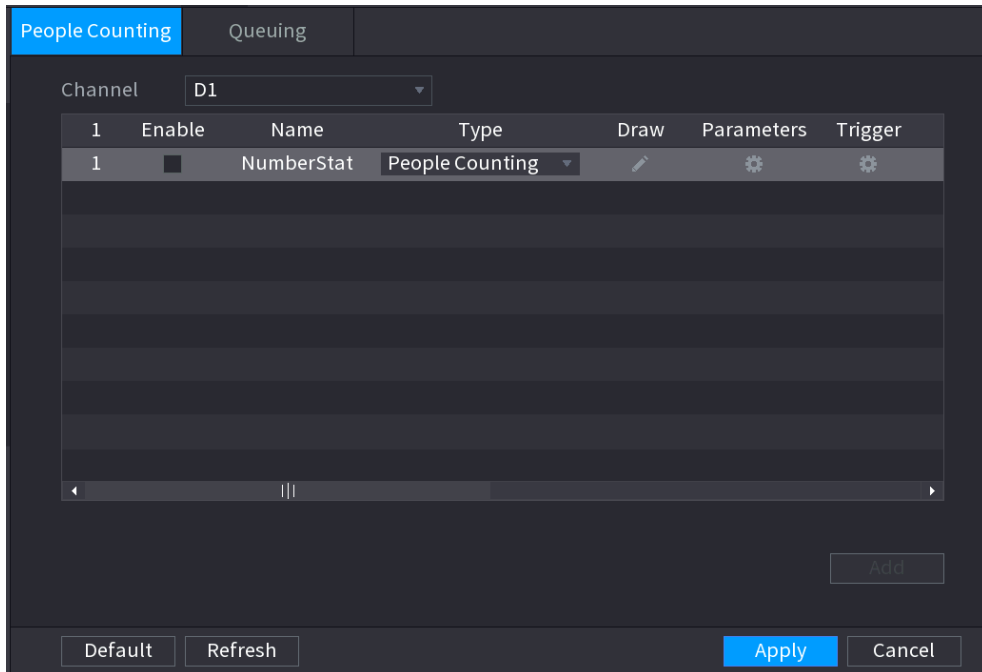 People Counting Queuing
Channel D1
1 Enable Name Type Draw Parameters Trigger
1 NumberStat People Counting
Add
Default Refresh Apply Cancel